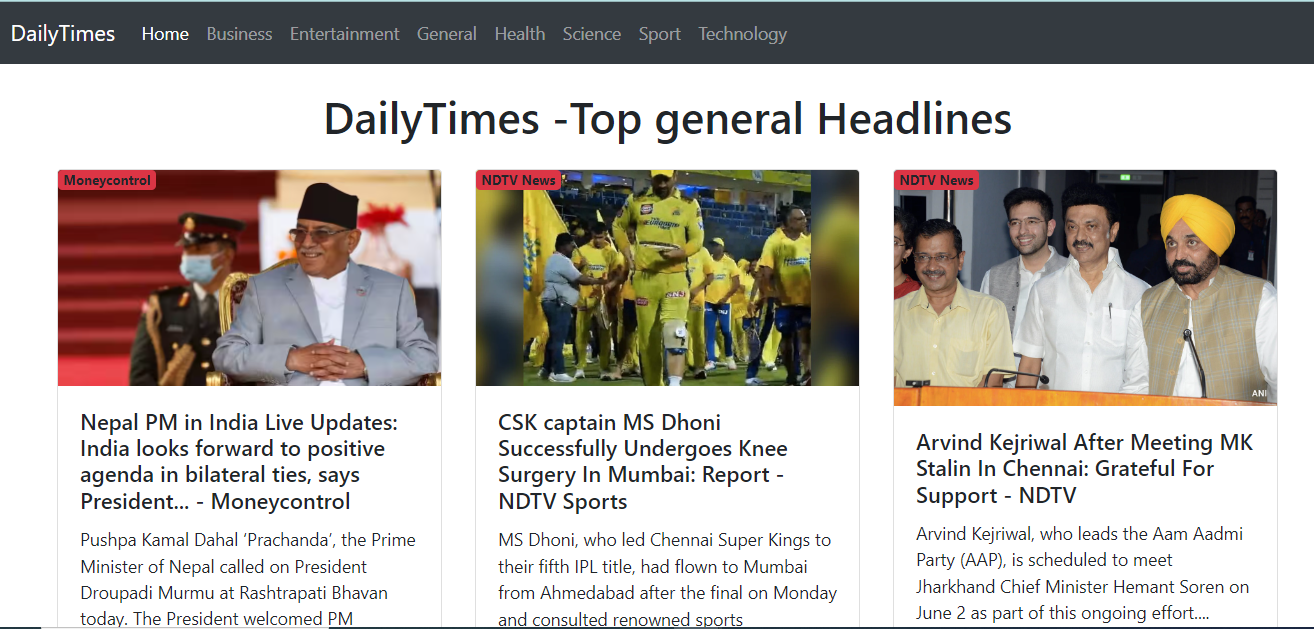 DailyTimes Home Business Entertainment General Health Science Sport Technology
DailyTimes -Top general Headlines
Moneycontrol
Nepal PM in India Live Updates:
India looks forward to positive
agenda in bilateral ties, says
President... - Moneycontrol
Pushpa Kamal Dahal ‘Prachanda’, the Prime
Minister of Nepal called on President
Droupadi Murmu at Rashtrapati Bhavan
today. The President welcomed PM
NDTV News
CSK captain MS Dhoni
Successfully Undergoes Knee
Surgery In Mumbai: Report -
NDTV Sports
MS Dhoni, who led Chennai Super Kings to
their fifth IPL title, had flown to Mumbai
from Ahmedabad after the final on Monday
and consulted renowned sports
NDTV News
ANI
Arvind Kejriwal After Meeting MK
Stalin In Chennai: Grateful For
Support - NDTV
Arvind Kejriwal, who leads the Aam Aadmi
Party (AAP), is scheduled to meet
Jharkhand Chief Minister Hemant Soren on
June 2 as part of this ongoing effort....